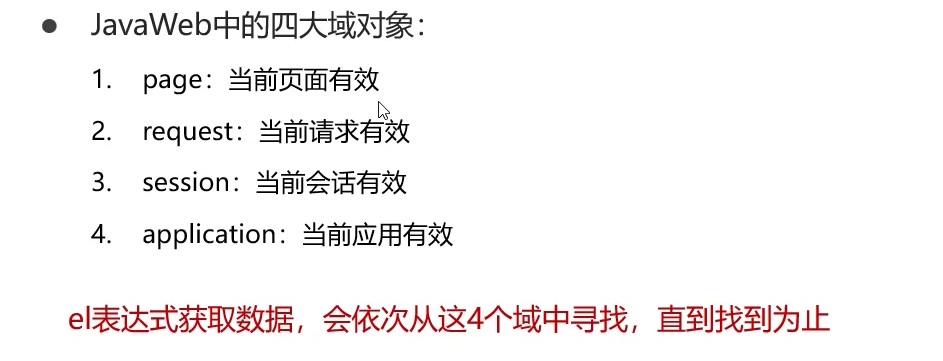 ● JavaWeb中的四大域对象：
1. page：当前页面有效
2. request：当前请求有效
3. session：当前会话有效
4. application：当前应用有效
el表达式获取数据，会依次从这4个域中寻找，直到找到为止